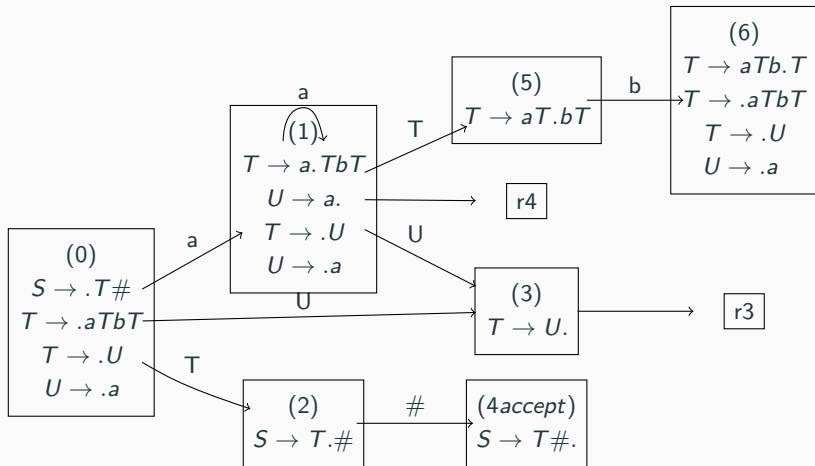 (6)
T → aTb.T
T → .aTbT
T → .U
U → .a
b
(5)
T → aT.bT
a
T
(1)
T → a.TbT
U → a.
T → .U
U → .a
r4
a
U
(0)
S → .T#
T → .aTbT
T → .U
U → .a
U
(3)
T → U.
r3
T
(2)
S → T.#
#
(4accept)
S → T#.